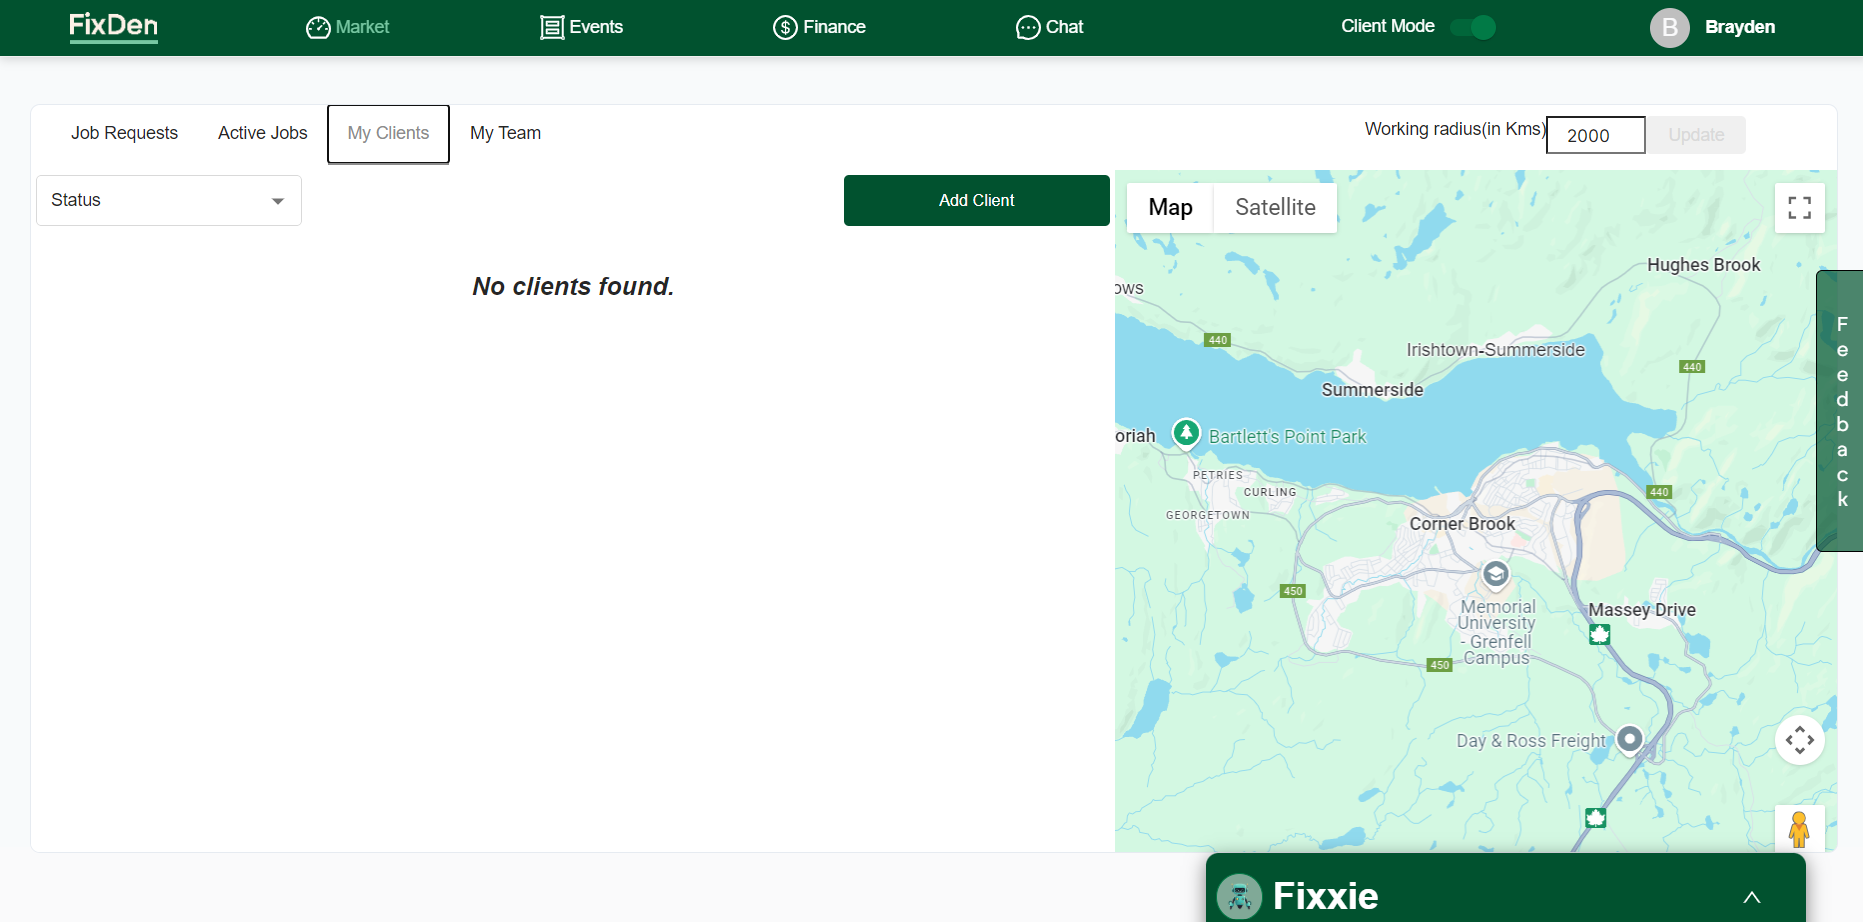 FixDen
Market
Events
$ Finance
Chat
Client Mode
B
Brayden
Job Requests
Active Jobs
My Clients
My Team
Working radius(in Kms)
2000
Update
Status
Add Client
No clients found.
Map
Satellite
Hughes Brook
ows
440
Irishtown-Summerside
440
Summerside
oriah
Bartlett's Point Park
PETRIES
CURLING
440
GEORGETOWN
Corner Brook
450
Memorial
University
- Grenfell
Campus
Massey Drive
450
Day & Ross Freight
Feedback
Fixxie